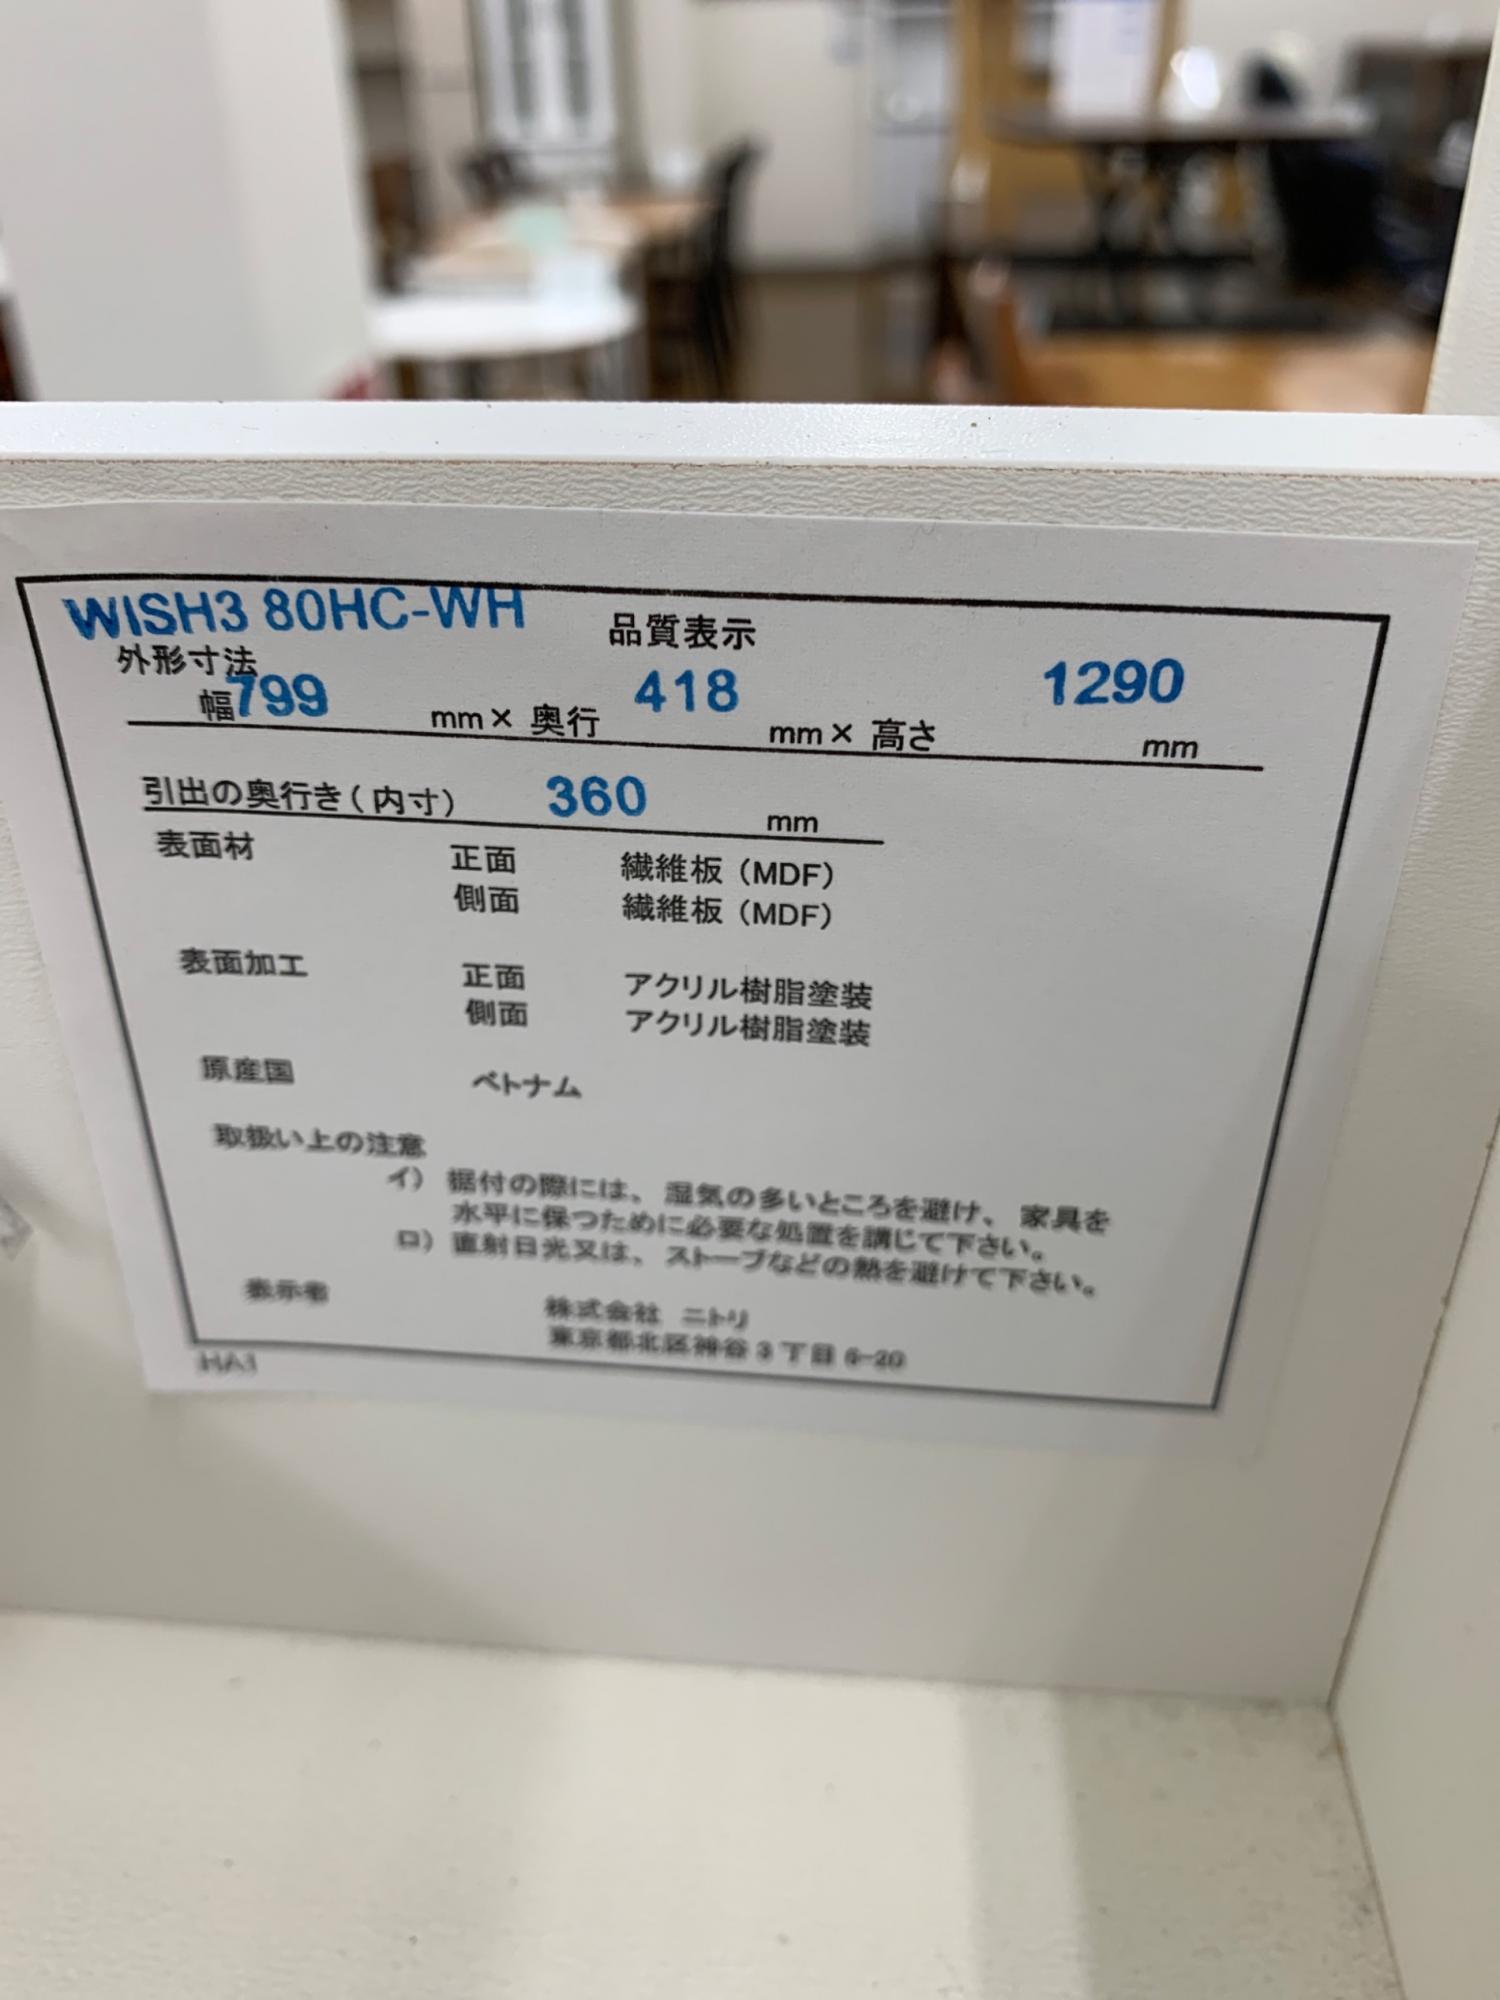 WISH3 80HC-WH 品質表示
外形寸法
幅799 mm× 奥行 418 mm× 高さ 1290 mm
引出の奥行き(内寸) 360 mm
表面材 正面 繊維板(MDF)
側面 繊維板(MDF)
表面加工 正面 アクリル樹脂塗装
側面 アクリル樹脂塗装
原産国 ベトナム
取扱い上の注意
イ) 据付の際には、湿気の多いところを避け、家具を
水平に保つために必要な処置を講じて下さい。
ロ) 直射日光又は、ストーブなどの熱を避けて下さい。
表示者 株式会社 ニトリ
東京都北区神谷3丁目6-20
HA1